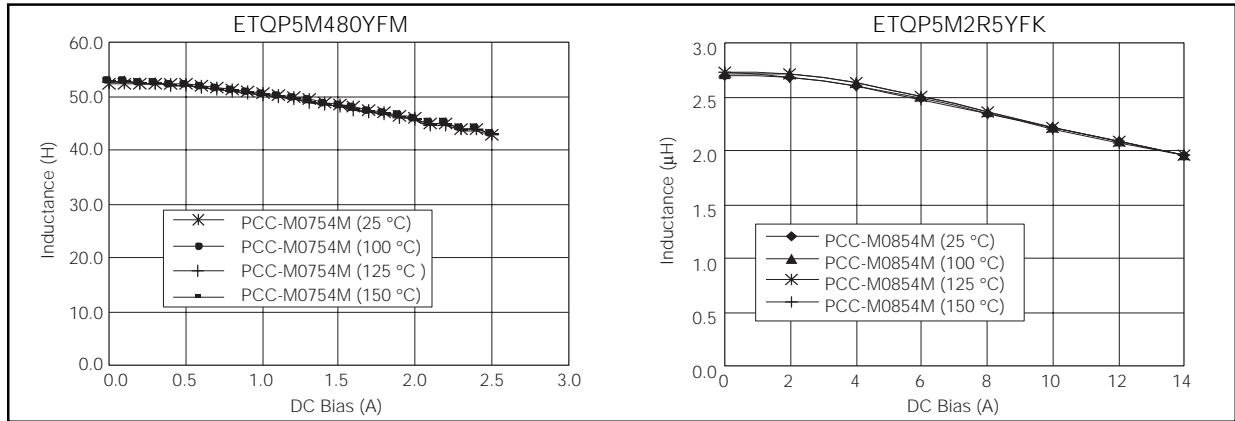 ETQP5M480YFM
60.0
50.0
40.0
30.0
20.0
10.0
0.0
Inductance (H)
PCC-M0754M (25 °C)
PCC-M0754M (100 °C)
PCC-M0754M (125 °C )
PCC-M0754M (150 °C)
0.0 0.5 1.0 1.5 2.0 2.5 3.0
DC Bias (A)
ETQP5M2R5YFK
3.0
2.5
2.0
1.5
1.0
0.5
0.0
Inductance (µH)
PCC-M0854M (25 °C)
PCC-M0854M (100 °C)
PCC-M0854M (125 °C)
PCC-M0854M (150 °C)
0 2 4 6 8 10 12 14
DC Bias (A)